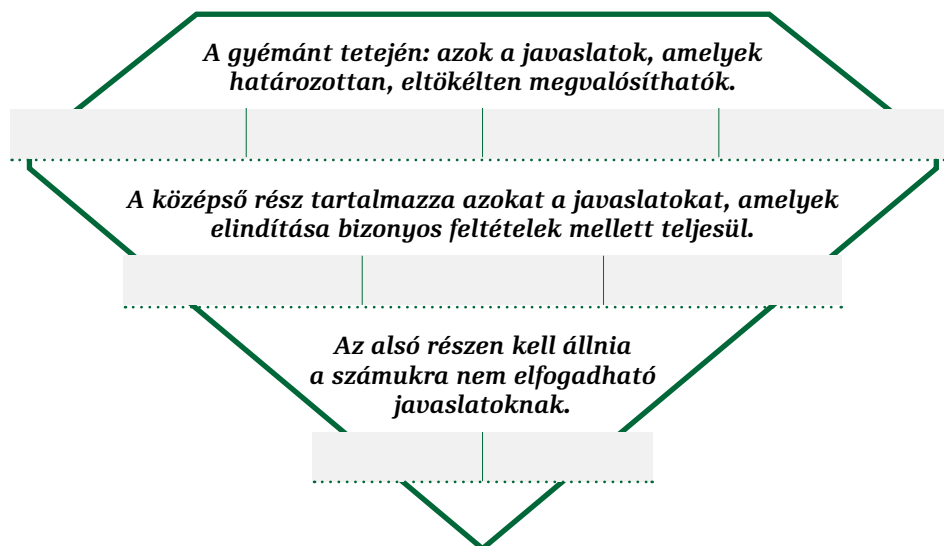 A gyémánt tetején: azok a javaslatok, amelyek
határozottan, eltökélten megvalósíthatók.
A középső rész tartalmazza azokat a javaslatokat, amelyek
elindítása bizonyos feltételek mellett teljesül.
Az alsó részen kell állnia
a számukra nem elfogadható
javaslatoknak.